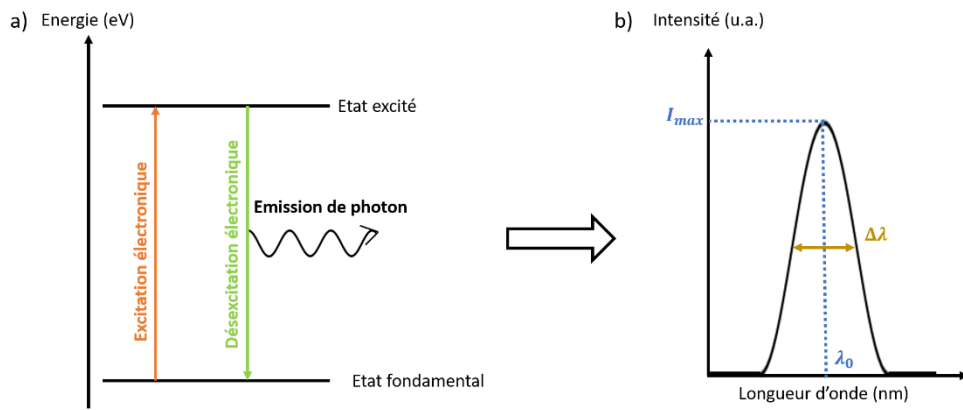 a)
Energie (eV)
Etat excité
Excitation électronique
Désexcitation électronique
Emission de photon
Etat fondamental
b)
Intensité (u.a.)
I_max
Δλ
λ₀
Longueur d'onde (nm)